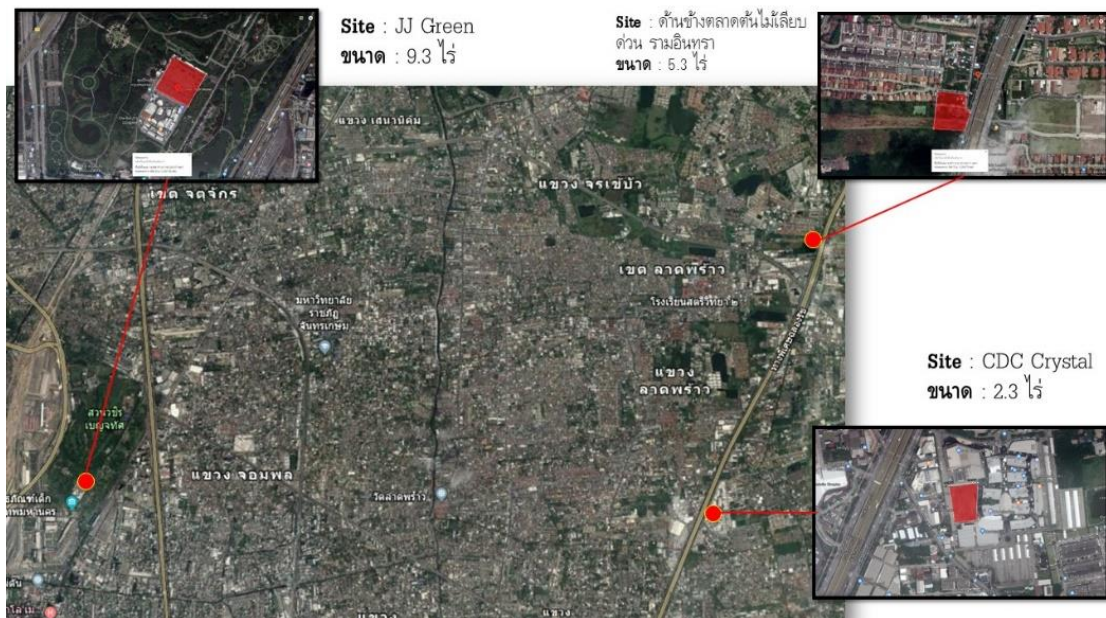 Site : JJ Green
ขนาด : 9.3 ไร่
Site : ด้านข้างตลาดต้นไม้เลียบ
ด่วน รามอินทรา
ขนาด : 5.3 ไร่
แขวง เสนานิคม
เขต จตุจักร
แขวง จรเข้บัว
เขต ลาดพร้าว
โรงเรียนสตรีวิทยา ๒
มหาวิทยาลัย
ราชภัฏ
จันทรเกษม
แขวง
ลาดพร้าว
Site : CDC Crystal
ขนาด : 2.3 ไร่
สวนวชิร
เบญจทัศ
แขวง จอมพล
วัดลาดพร้าว
แขวง
แขวง